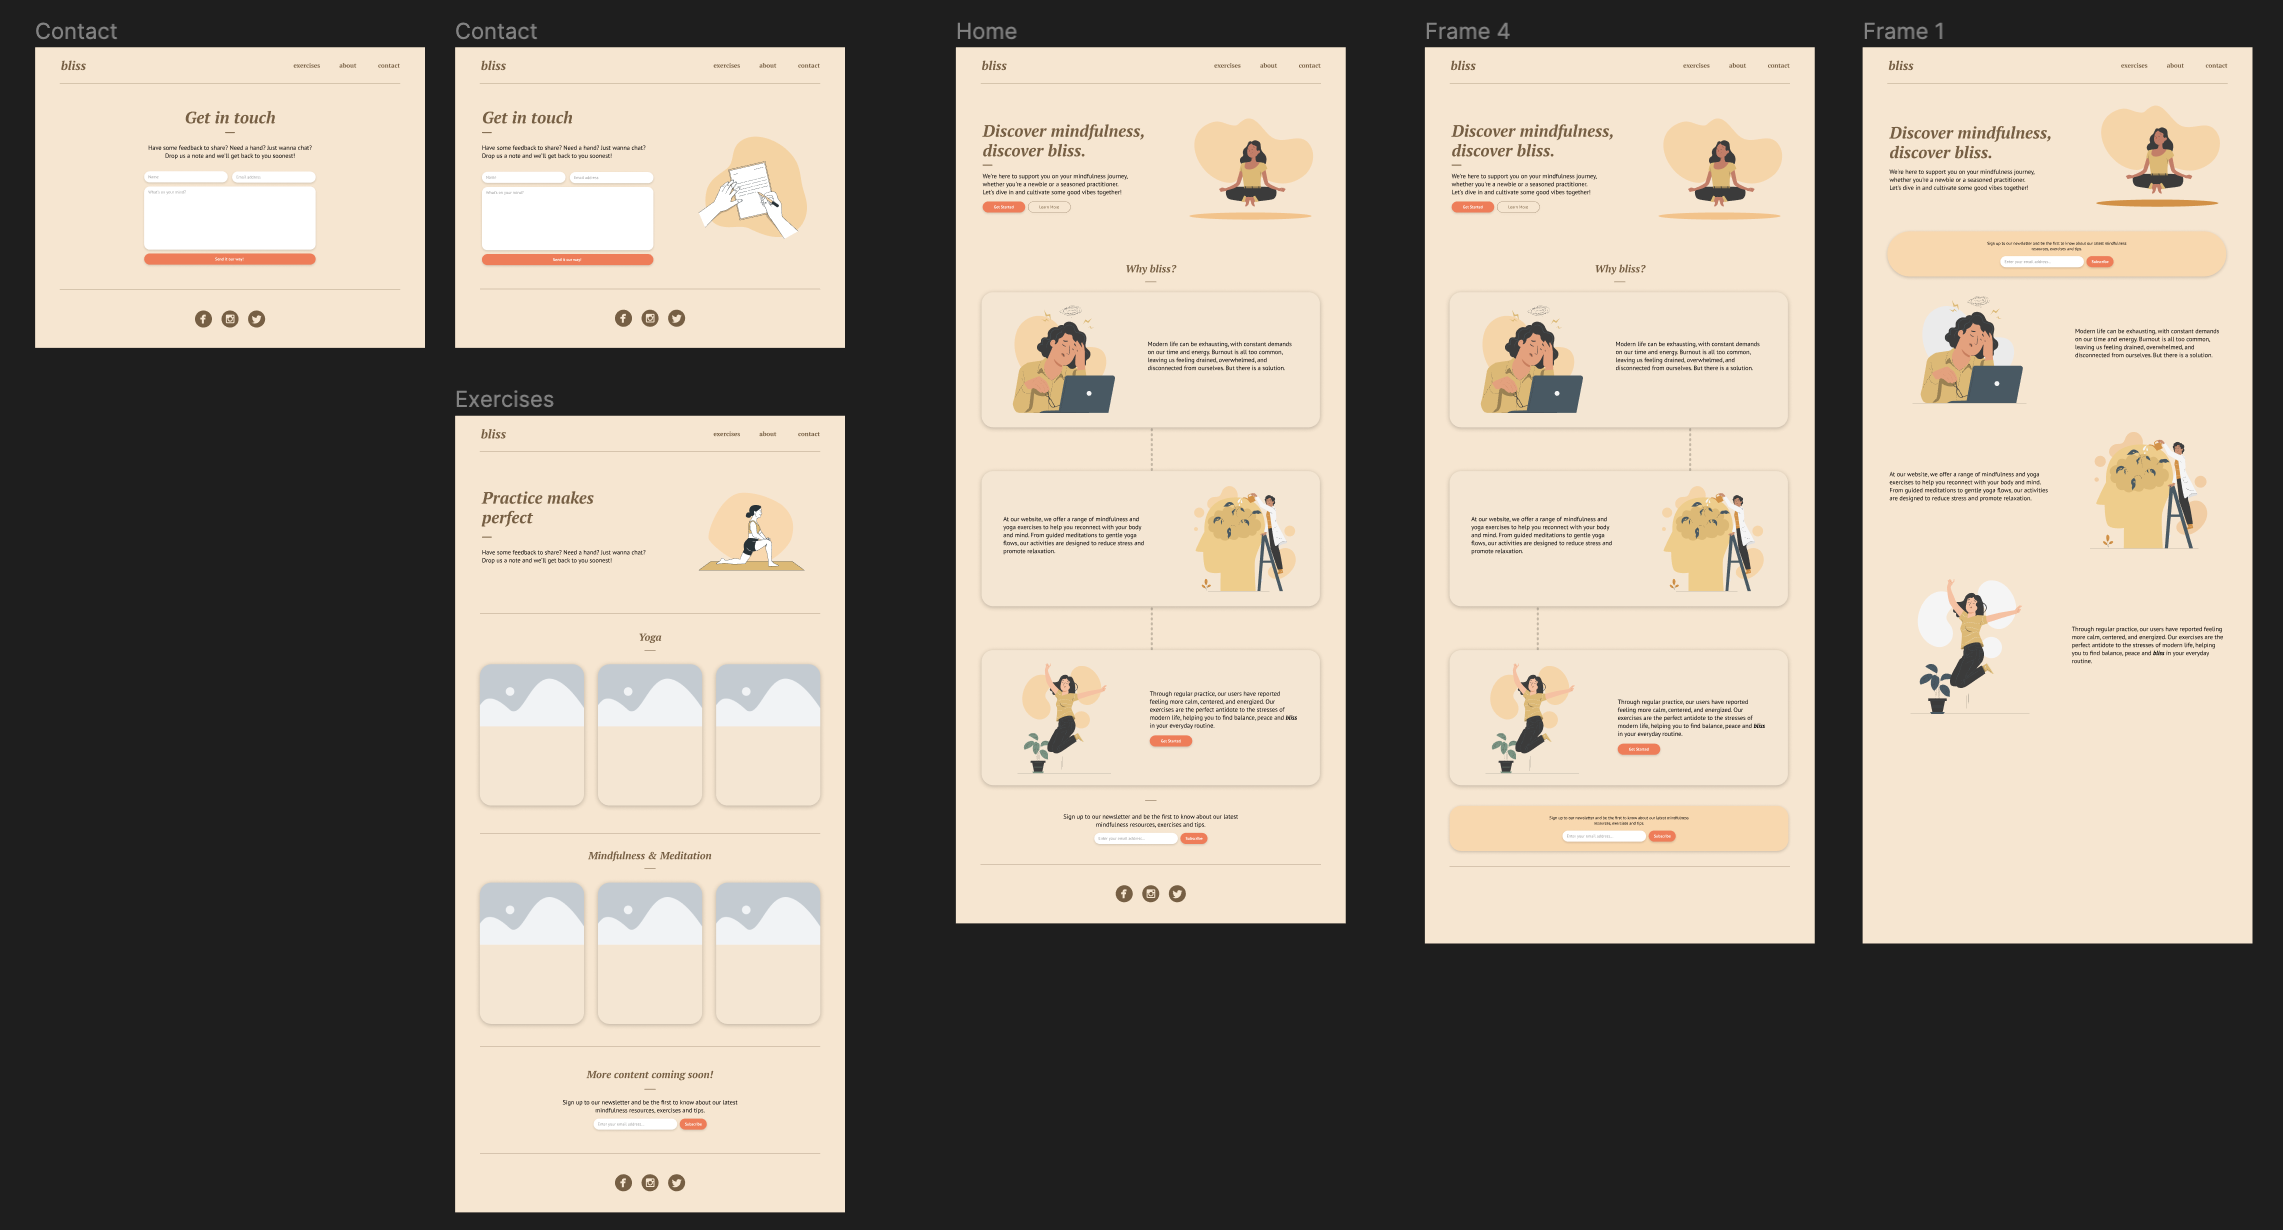 Contact
bliss
exercises about contact
Get in touch
Have some feedback to share? Need a hand? Just wanna chat?
Drop us a note and we'll get back to you soonest!
Name
Email address
What's on your mind?
Send it our way!
Contact
bliss
exercises about contact
Get in touch
Have some feedback to share? Need a hand? Just wanna chat?
Drop us a note and we'll get back to you soonest!
Name
Email address
What's on your mind?
Send it our way!
Exercises
bliss
exercises about contact
Practice makes
perfect
Have some feedback to share? Need a hand? Just wanna chat?
Drop us a note and we'll get back to you soonest!
Yoga
Mindfulness & Meditation
More content coming soon!
Sign up to our newsletter and be the first to know about our latest
mindfulness resources, exercises and tips.
Enter your email address...
Subscribe
Home
bliss
exercises about contact
Discover mindfulness,
discover bliss.
We're here to support you on your mindfulness journey,
whether you're a newbie or a seasoned practitioner.
Let's dive in and cultivate some good vibes together!
Get Started
Learn More
Why bliss?
Modern life can be exhausting, with constant demands
on our time and energy. Burnout is all too common,
leaving us feeling drained, overwhelmed, and
disconnected from ourselves. But there is a solution.
At our website, we offer a range of mindfulness and
yoga exercises to help you reconnect with your body
and mind. From guided meditations to gentle yoga
flows, our activities are designed to reduce stress and
promote relaxation.
Through regular practice, our users have reported
feeling more calm, centered, and energized. Our
exercises are the perfect antidote to the stresses of
modern life, helping you to find balance, peace and bliss
in your everyday routine.
Get Started
Sign up to our newsletter and be the first to know about our latest
mindfulness resources, exercises and tips.
Enter your email address...
Subscribe
Frame 4
bliss
exercises about contact
Discover mindfulness,
discover bliss.
We're here to support you on your mindfulness journey,
whether you're a newbie or a seasoned practitioner.
Let's dive in and cultivate some good vibes together!
Get Started
Learn More
Why bliss?
Modern life can be exhausting, with constant demands
on our time and energy. Burnout is all too common,
leaving us feeling drained, overwhelmed, and
disconnected from ourselves. But there is a solution.
At our website, we offer a range of mindfulness and
yoga exercises to help you reconnect with your body
and mind. From guided meditations to gentle yoga
flows, our activities are designed to reduce stress and
promote relaxation.
Through regular practice, our users have reported
feeling more calm, centered, and energized. Our
exercises are the perfect antidote to the stresses of
modern life, helping you to find balance, peace and bliss
in your everyday routine.
Get Started
Sign up to our newsletter and be the first to know about our latest mindfulness
resources, exercises and tips.
Enter your email address...
Subscribe
Frame 1
bliss
exercises about contact
Discover mindfulness,
discover bliss.
We're here to support you on your mindfulness journey,
whether you're a newbie or a seasoned practitioner.
Let's dive in and cultivate some good vibes together!
Sign up to our newsletter and be the first to know about our latest mindfulness
resources, exercises and tips.
Enter your email address...
Subscribe
Modern life can be exhausting, with constant demands
on our time and energy. Burnout is all too common,
leaving us feeling drained, overwhelmed, and
disconnected from ourselves. But there is a solution.
At our website, we offer a range of mindfulness and yoga
exercises to help you reconnect with your body and mind.
From guided meditations to gentle yoga flows, our activities
are designed to reduce stress and promote relaxation.
Through regular practice, our users have reported feeling
more calm, centered, and energized. Our exercises are the
perfect antidote to the stresses of modern life, helping
you to find balance, peace and bliss in your everyday
routine.